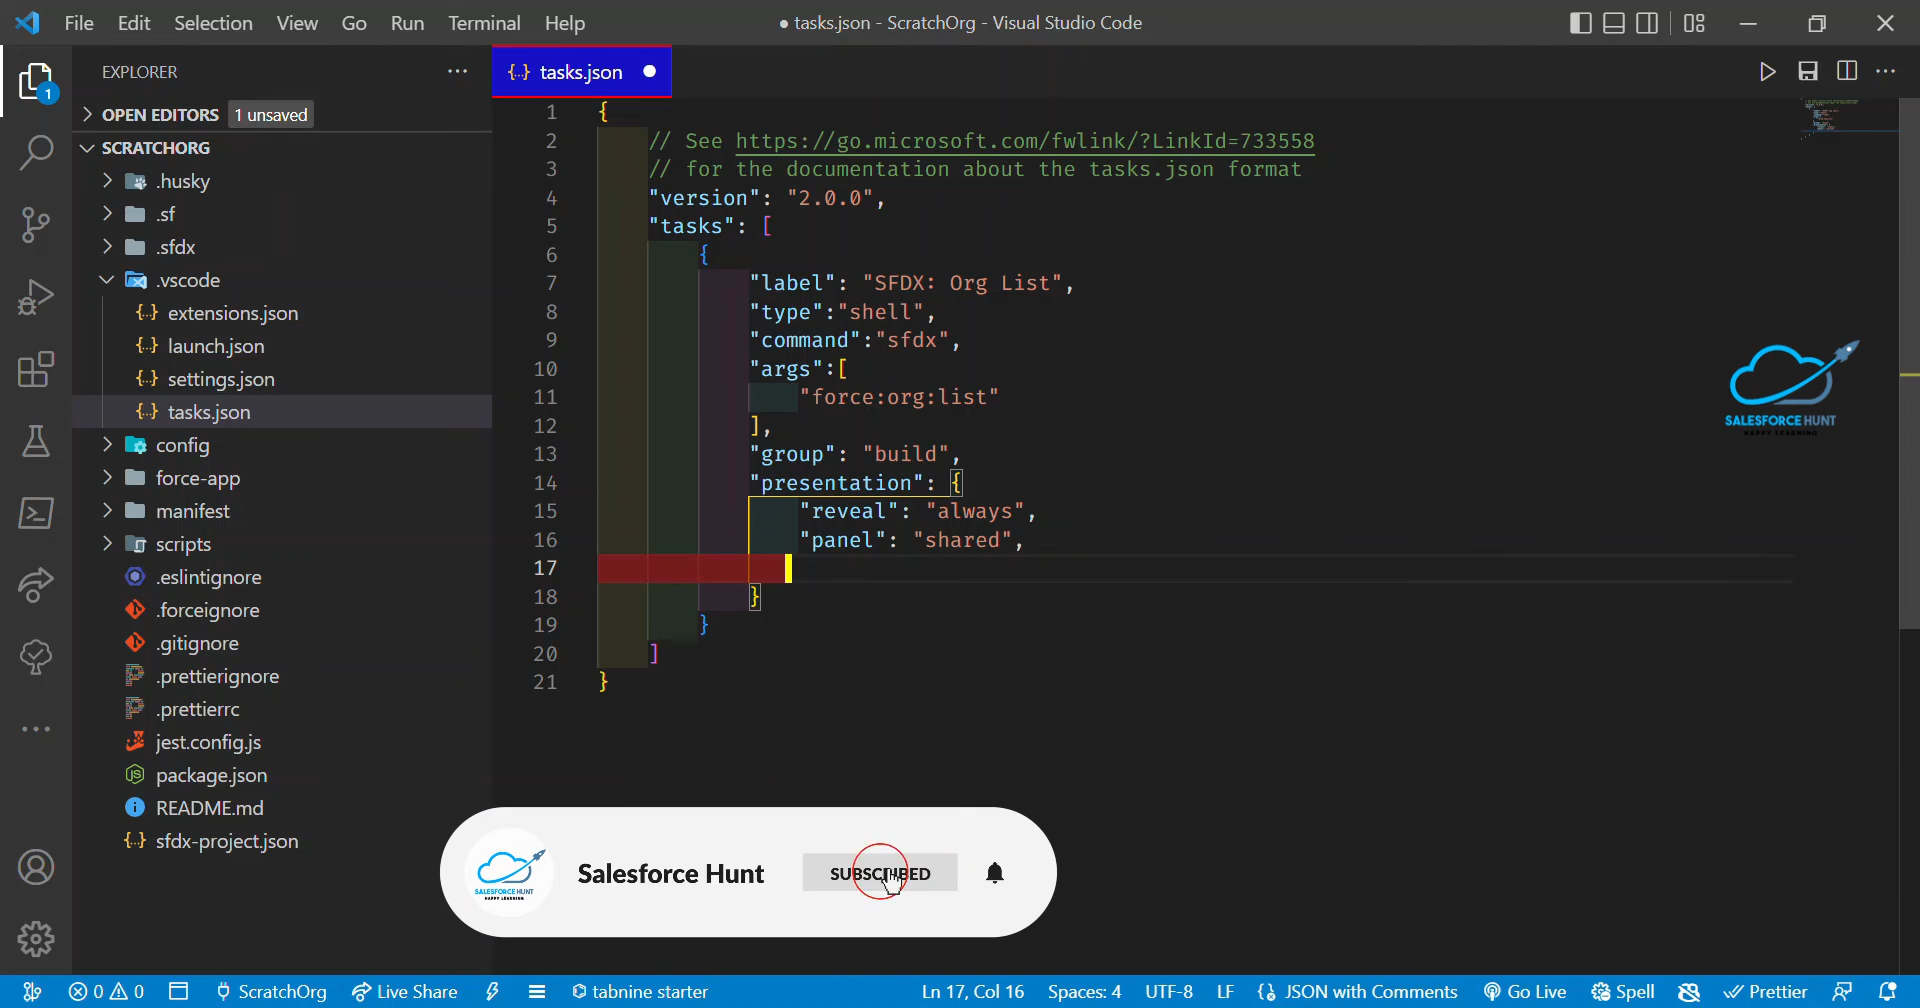 File Edit Selection View Go Run Terminal Help
● tasks.json - ScratchOrg - Visual Studio Code
EXPLORER
OPEN EDITORS 1 unsaved
SCRATCHORG
.husky
.sf
.sfdx
.vscode
extensions.json
launch.json
settings.json
tasks.json
config
force-app
manifest
scripts
.eslintignore
.forceignore
.gitignore
.prettierignore
.prettierrc
jest.config.js
package.json
README.md
sfdx-project.json
1
{..} tasks.json
1 {
2 // See https://go.microsoft.com/fwlink/?LinkId=733558
3 // for the documentation about the tasks.json format
4 "version": "2.0.0",
5 "tasks": [
6 {
7 "label": "SFDX: Org List",
8 "type":"shell",
9 "command":"sfdx",
10 "args":[
11 "force:org:list"
12 ],
13 "group": "build",
14 "presentation": {
15 "reveal": "always",
16 "panel": "shared",
17
18 }
19 }
20 ]
21 }
SALESFORCE HUNT
HAPPY LEARNING
SALESFORCE HUNT
HAPPY LEARNING
Salesforce Hunt
SUBSCRIBED
0 0 ScratchOrg Live Share tabnine starter Ln 17, Col 16 Spaces: 4 UTF-8 LF JSON with Comments Go Live Spell Prettier